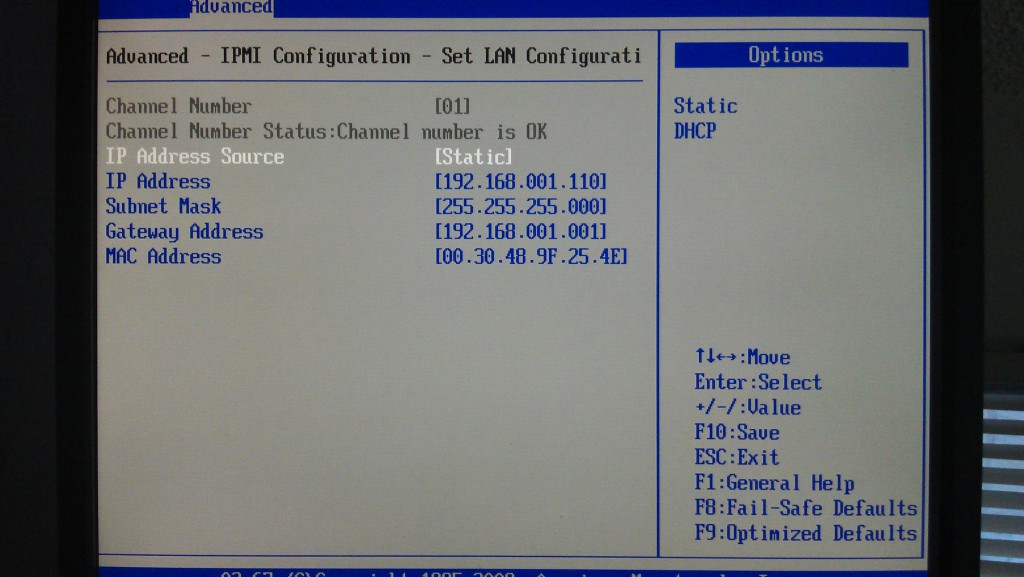 Advanced
Advanced - IPMI Configuration - Set LAN Configurati
Channel Number [01]
Channel Number Status:Channel number is OK
IP Address Source [Static]
IP Address [192.168.001.110]
Subnet Mask [255.255.255.000]
Gateway Address [192.168.001.001]
MAC Address [00.30.48.9F.25.4E]
Options
Static
DHCP
↑↓←→:Move
Enter:Select
+/-/:Value
F10:Save
ESC:Exit
F1:General Help
F8:Fail-Safe Defaults
F9:Optimized Defaults